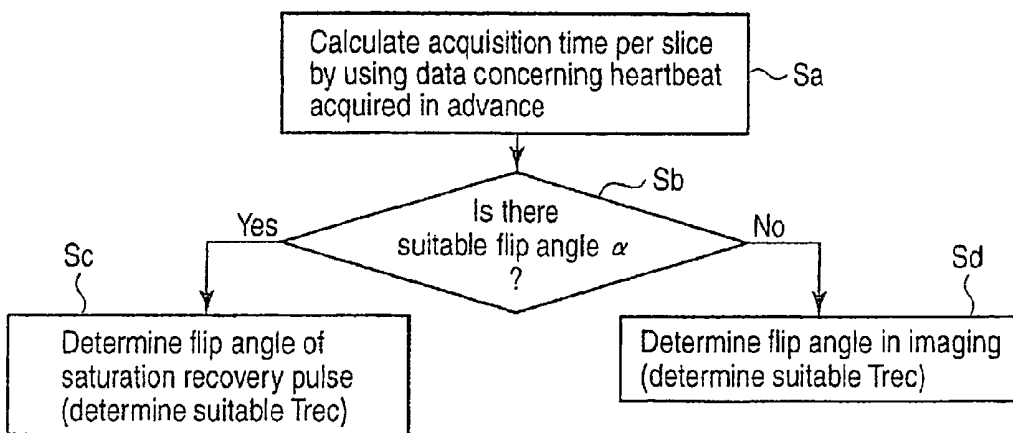 Calculate acquisition time per slice
by using data concerning heartbeat
acquired in advance
Sa
Sb
Is there
suitable flip angle α
?
Yes
No
Sc
Sd
Determine flip angle of
saturation recovery pulse
(determine suitable Trec)
Determine flip angle in imaging
(determine suitable Trec)